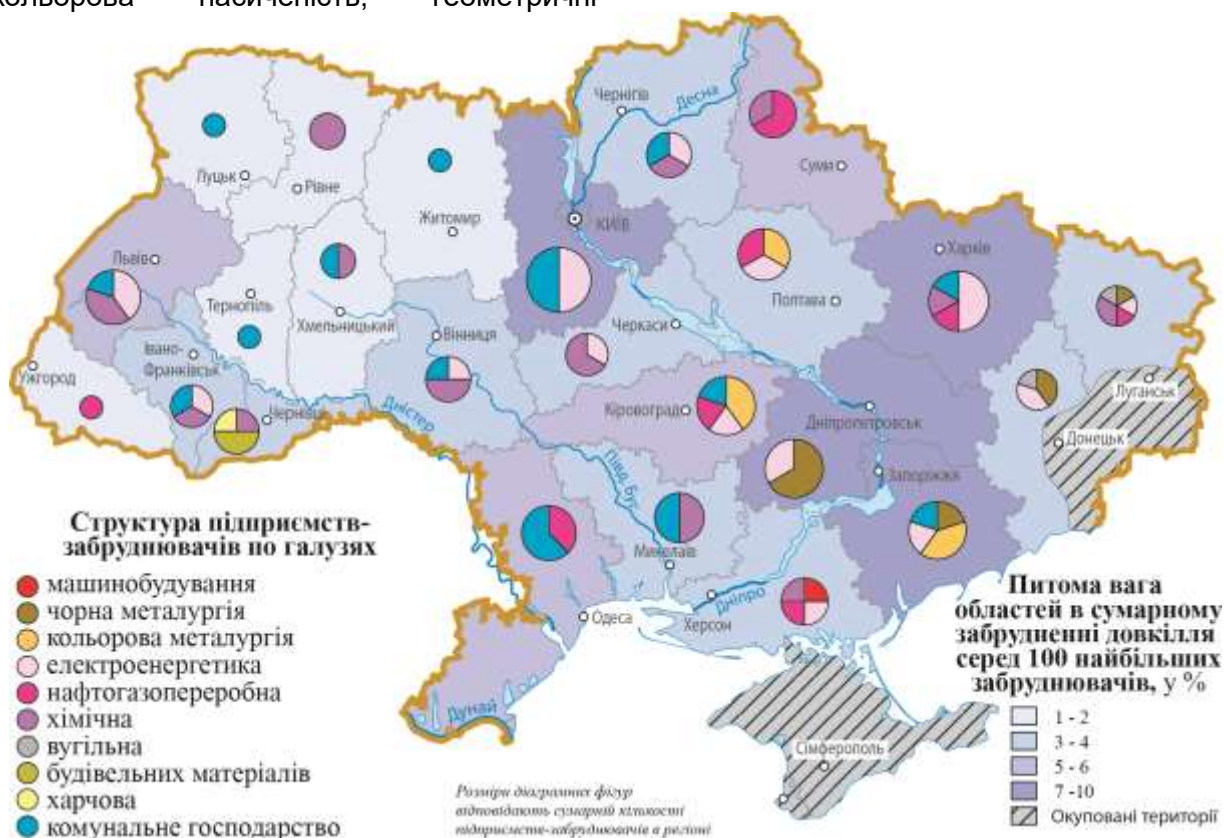 кольорова насиченість, геометричні
Чернігів
Десна
Суми
Луцьк
Рівне
Житомир
КИЇВ
Харків
Львів
Тернопіль
Хмельницький
Вінниця
Черкаси
Полтава
Івано-
Франківськ
Ужгород
Чернівці
Дністер
Кіровоград
Дніпропетровськ
Луганськ
Донецьк
Запоріжжя
Півд. Буг
Миколаїв
Дніпро
Херсон
Одеса
Дунай
Сімферополь
Структура підприємств-
забруднювачів по галузях
машинобудування
чорна металургія
кольорова металургія
електроенергетика
нафтогазопереробна
хімічна
вугільна
будівельних матеріалів
харчова
комунальне господарство
Розміри діаграмних фігур
відповідають сумарній кількості
підприємств-забруднювачів в регіоні
Питома вага
областей в сумарному
забрудненні довкілля
серед 100 найбільших
забруднювачів, у %
1 - 2
3 - 4
5 - 6
7 -10
Окуповані території